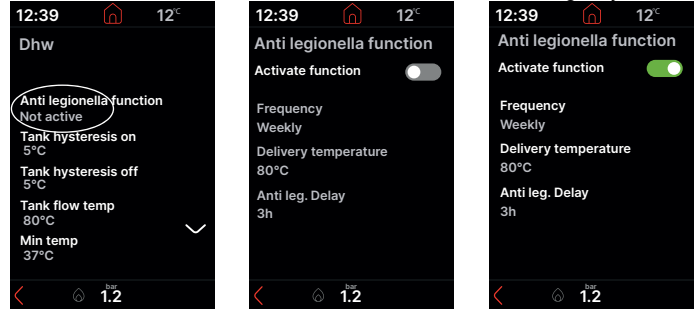 12:39 12°C
Dhw
Anti legionella function
Not active
Tank hysteresis on
5°C
Tank hysteresis off
5°C
Tank flow temp
80°C
Min temp
37°C
bar
1.2
12:39 12°C
Anti legionella function
Activate function
Frequency
Weekly
Delivery temperature
80°C
Anti leg. Delay
3h
bar
1.2
12:39 12°C
Anti legionella function
Activate function
Frequency
Weekly
Delivery temperature
80°C
Anti leg. Delay
3h
bar
1.2